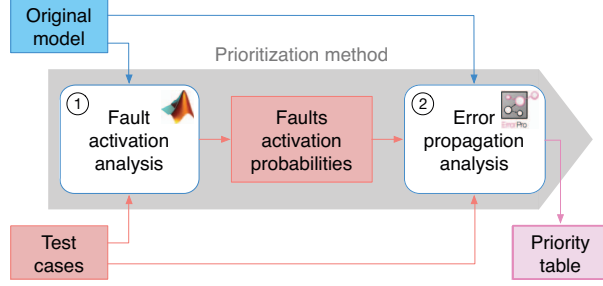 Original
model
Prioritization method
1
Fault
activation
analysis
Faults
activation
probabilities
2
ErrorPro
Error
propagation
analysis
Test
cases
Priority
table